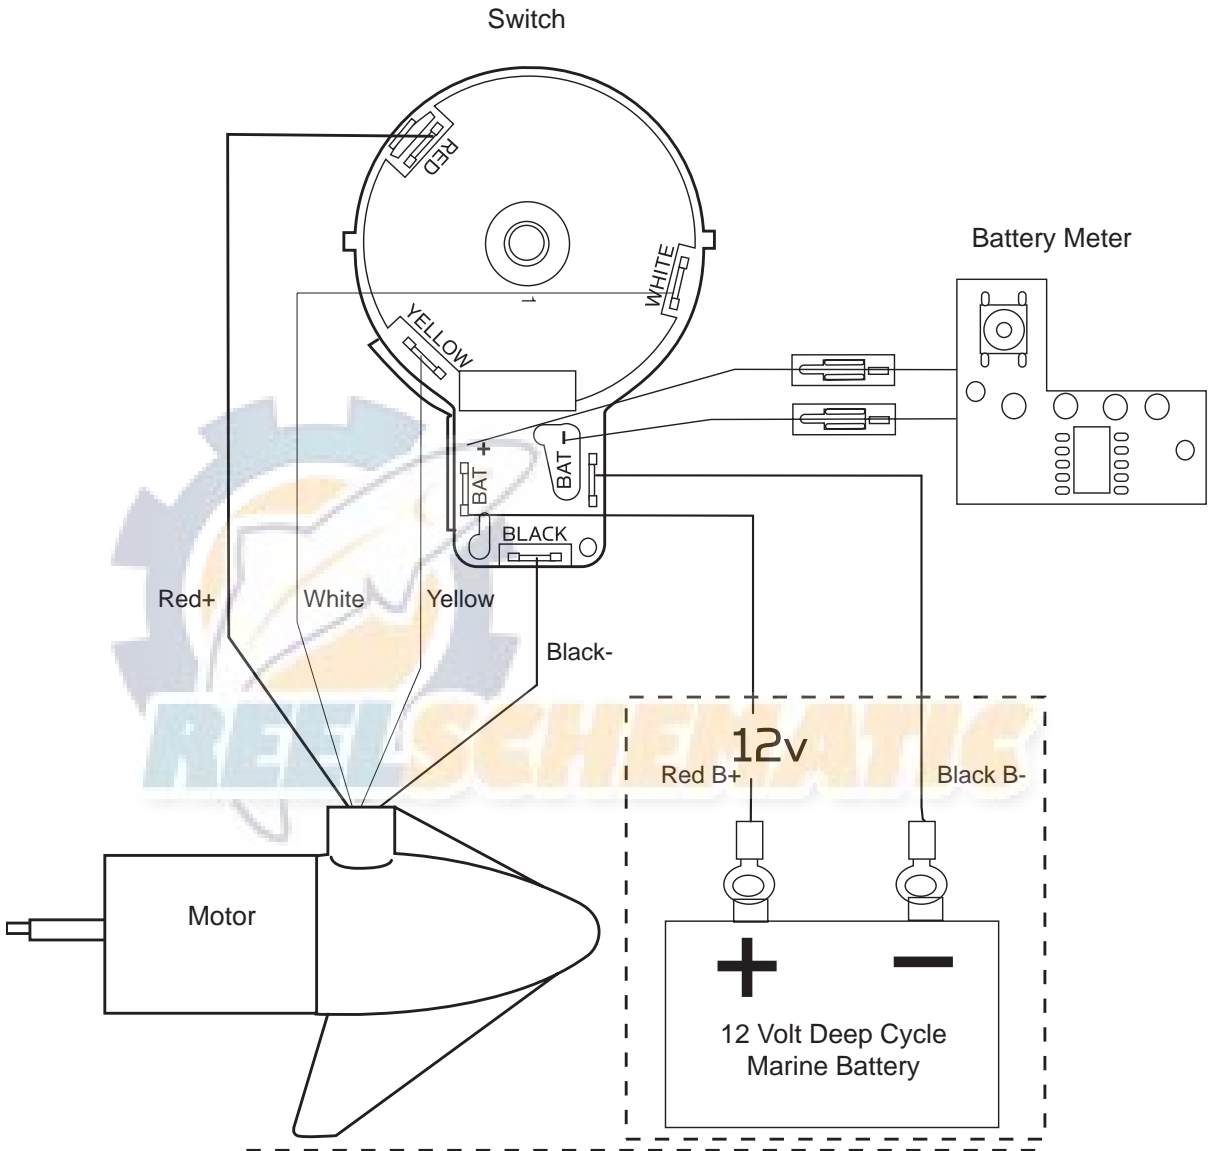 Switch
RED
Battery Meter
WHITE
1
YELLOW
+
BAT
BAT -
BLACK
Red+
White
Yellow
Black-
REELSCHEMATIC
12v
Red B+
Black B-
Motor
+
-
12 Volt Deep Cycle
Marine Battery